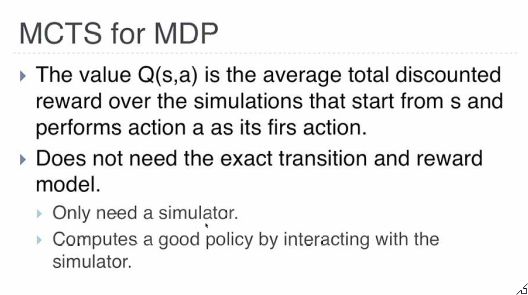 MCTS for MDP
The value Q(s,a) is the average total discounted
reward over the simulations that start from s and
performs action a as its firs action.
Does not need the exact transition and reward
model.
Only need a simulator.
Computes a good policy by interacting with the
simulator.